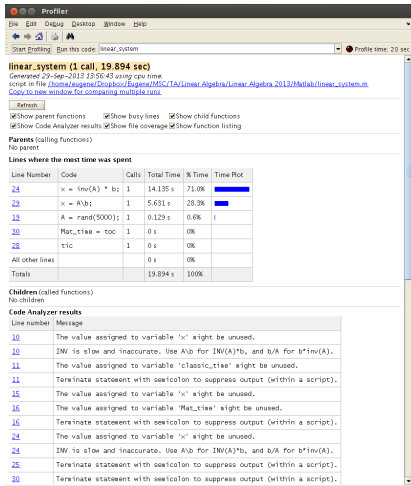 Profiler
File Edit Debug Desktop Window Help
Start Profiling Run this code: linear_system Profile time: 20 sec
linear_system (1 call, 19.894 sec)
Generated 29-Sep-2013 13:56:43 using cpu time.
script in file /home/eugene/Dropbox/Eugene/MSC/TA/Linear Algebra/Linear Algebra 2013/Matlab/linear_system.m
Copy to new window for comparing multiple runs
Refresh
Show parent functions Show busy lines Show child functions
Show Code Analyzer results Show file coverage Show function listing
Parents (calling functions)
No parent
Lines where the most time was spent
Line Number Code Calls Total Time % Time Time Plot
24 x = inv(A) * b; 1 14.135 s 71.0%
29 x = A\b; 1 5.631 s 28.3%
19 A = rand(5000); 1 0.129 s 0.6%
30 Mat_time = toc 1 0 s 0%
28 tic 1 0 s 0%
All other lines 0 s 0%
Totals 19.894 s 100%
Children (called functions)
No children
Code Analyzer results
Line number Message
10 The value assigned to variable 'x' might be unused.
10 INV is slow and inaccurate. Use A\b for INV(A)*b, and b/A for b*inv(A).
11 The value assigned to variable 'classic_time' might be unused.
11 Terminate statement with semicolon to suppress output (within a script).
15 The value assigned to variable 'x' might be unused.
16 The value assigned to variable 'Mat_time' might be unused.
16 Terminate statement with semicolon to suppress output (within a script).
24 The value assigned to variable 'x' might be unused.
24 INV is slow and inaccurate. Use A\b for INV(A)*b, and b/A for b*inv(A).
25 Terminate statement with semicolon to suppress output (within a script).
30 Terminate statement with semicolon to suppress output (within a script).